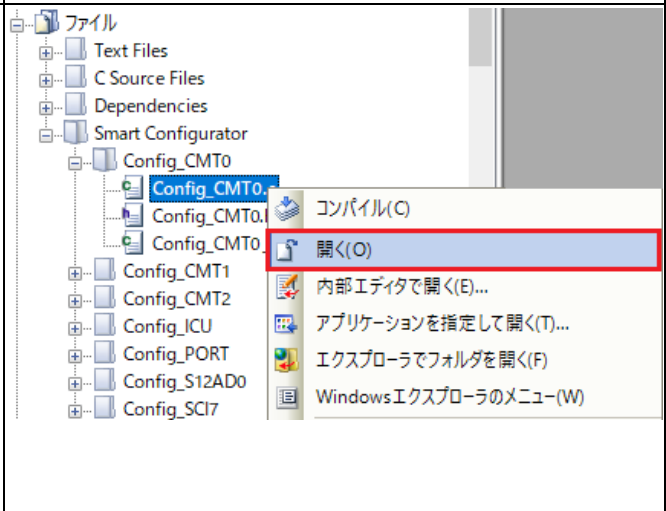 ファイル
Text Files
C Source Files
Dependencies
Smart Configurator
Config_CMT0
Config_CMT0.c
コンパイル(C)
Config_CMT0.
Config_CMT0_
開く(O)
Config_CMT1
内部エディタで開く(E)...
Config_CMT2
アプリケーションを指定して開く(T)...
Config_ICU
Config_PORT
エクスプローラでフォルダを開く(F)
Config_S12AD0
Windowsエクスプローラのメニュー(W)
Config_SCI7